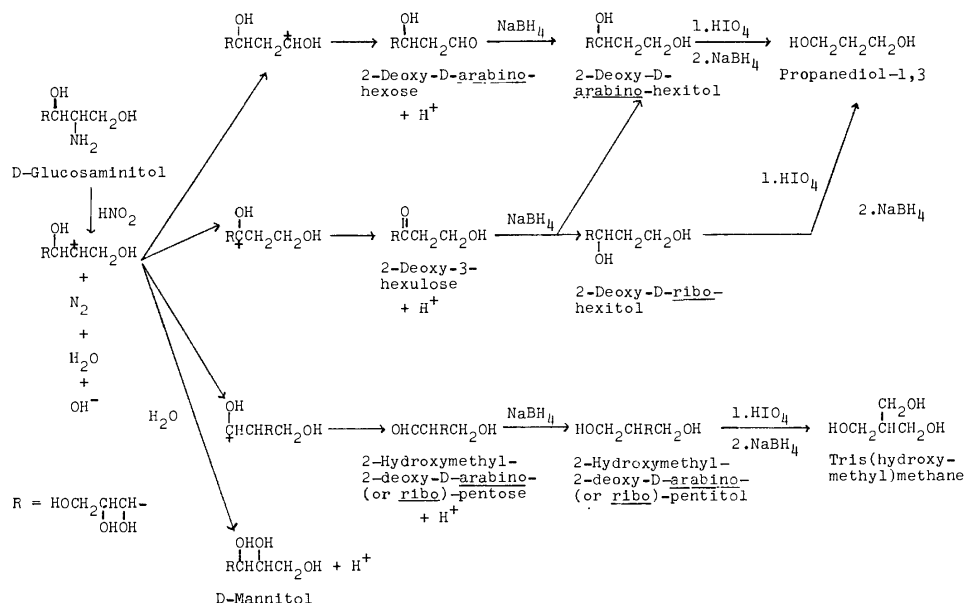 OH
RCHCH2CHOH
+
OH
RCHCH2CHO
NaBH4
OH
RCHCH2CH2OH
1.HIO4
2.NaBH4
HOCH2CH2CH2OH
2-Deoxy-D-arabino-
hexose
+ H+
2-Deoxy-D-
arabino-hexitol
Propanediol-1,3
OH
RCHCHCH2OH
NH2
D-Glucosaminitol
HNO2
OH
+
RCHCHCH2OH
+
N2
+
H2O
+
OH-
OH
RCCH2CH2OH
+
O
RCCH2CH2OH
NaBH4
RCHCH2CH2OH
OH
1.HIO4
2.NaBH4
2-Deoxy-3-
hexulose
+ H+
2-Deoxy-D-ribo-
hexitol
H2O
OH
CHCHRCH2OH
+
OHCCHRCH2OH
NaBH4
HOCH2CHRCH2OH
1.HIO4
2.NaBH4
CH2OH
HOCH2CHCH2OH
2-Hydroxymethyl-
2-deoxy-D-arabino-
(or ribo)-pentose
+ H+
2-Hydroxymethyl-
2-deoxy-D-arabino-
(or ribo)-pentitol
Tris(hydroxy-
methyl)methane
R = HOCH2CHCH-
OHOH
OHOH
RCHCHCH2OH + H+
D-Mannitol